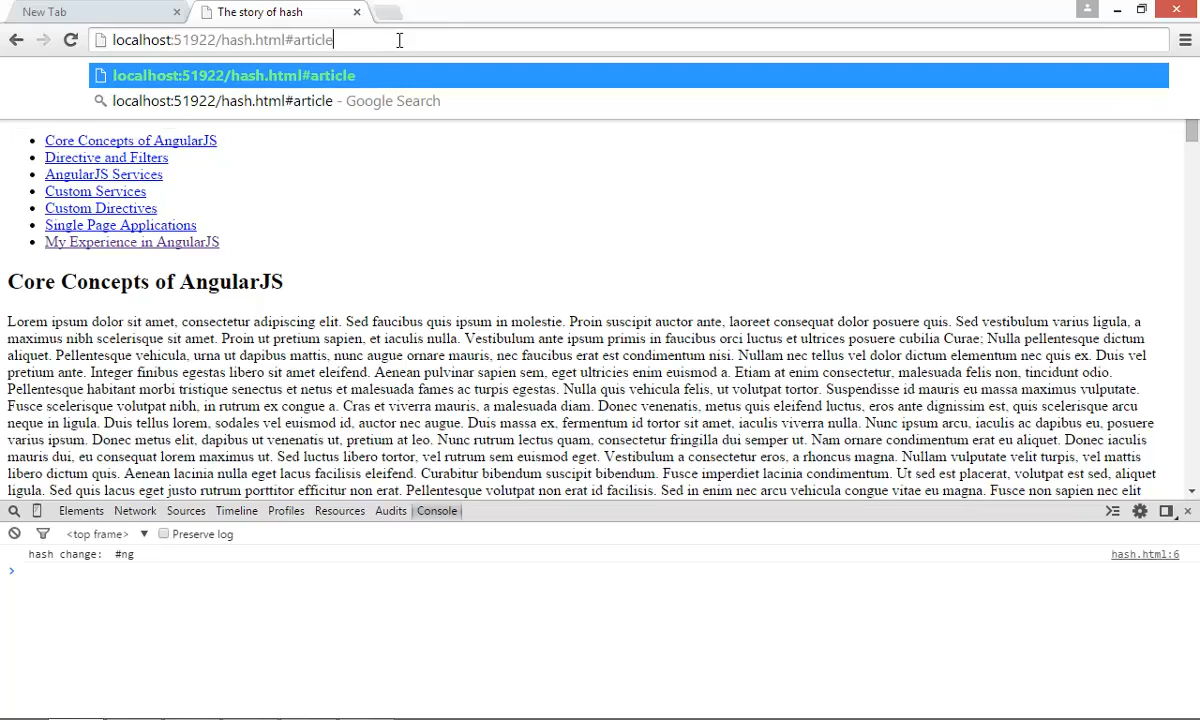 New Tab
The story of hash
localhost:51922/hash.html#article
localhost:51922/hash.html#article
localhost:51922/hash.html#article - Google Search
Core Concepts of AngularJS
Directive and Filters
AngularJS Services
Custom Services
Custom Directives
Single Page Applications
My Experience in AngularJS
Core Concepts of AngularJS
Lorem ipsum dolor sit amet, consectetur adipiscing elit. Sed faucibus quis ipsum in molestie. Proin suscipit auctor ante, laoreet consequat dolor posuere quis. Sed vestibulum varius ligula, a
maximus nibh scelerisque sit amet. Proin ut pretium sapien, et iaculis nulla. Vestibulum ante ipsum primis in faucibus orci luctus et ultrices posuere cubilia Curae; Nulla pellentesque dictum
aliquet. Pellentesque vehicula, urna ut dapibus mattis, nunc augue ornare mauris, nec faucibus erat est condimentum nisi. Nullam nec tellus vel dolor dictum elementum nec quis ex. Duis vel
pretium ante. Integer finibus egestas libero sit amet eleifend. Aenean pulvinar sapien sem, eget ultricies enim euismod a. Etiam at enim consectetur, malesuada felis non, tincidunt odio.
Pellentesque habitant morbi tristique senectus et netus et malesuada fames ac turpis egestas. Nulla quis vehicula felis, ut volutpat tortor. Suspendisse id mauris eu massa maximus vulputate.
Fusce scelerisque volutpat nibh, in rutrum ex congue a. Cras et viverra mauris, a malesuada diam. Donec venenatis, metus quis eleifend luctus, eros ante dignissim est, quis scelerisque arcu
neque in ligula. Duis tellus lorem, sodales vel euismod id, auctor nec augue. Duis massa ex, fermentum id tortor sit amet, iaculis viverra nulla. Nunc ipsum arcu, iaculis ac dapibus eu, posuere
varius ipsum. Donec metus elit, dapibus ut venenatis ut, pretium at leo. Nunc rutrum lectus quam, consectetur fringilla dui semper ut. Nam ornare condimentum erat eu aliquet. Donec iaculis
mauris dui, eu consequat lorem maximus ut. Sed luctus libero tortor, vel rutrum sem euismod eget. Vestibulum a consectetur eros, a rhoncus magna. Nullam vulputate velit turpis, vel mattis
libero dictum quis. Aenean lacinia nulla eget lacus facilisis eleifend. Curabitur bibendum suscipit bibendum. Fusce imperdiet lacinia condimentum. Ut sed est placerat, volutpat est sed, aliquet
ligula. Sed quis lacus eget justo rutrum porttitor efficitur non erat. Pellentesque volutpat non erat id facilisis. Sed in enim nec arcu vehicula congue vitae eu magna. Fusce non sapien nec elit
Elements Network Sources Timeline Profiles Resources Audits Console
<top frame> Preserve log
hash change: #ng hash.html:6